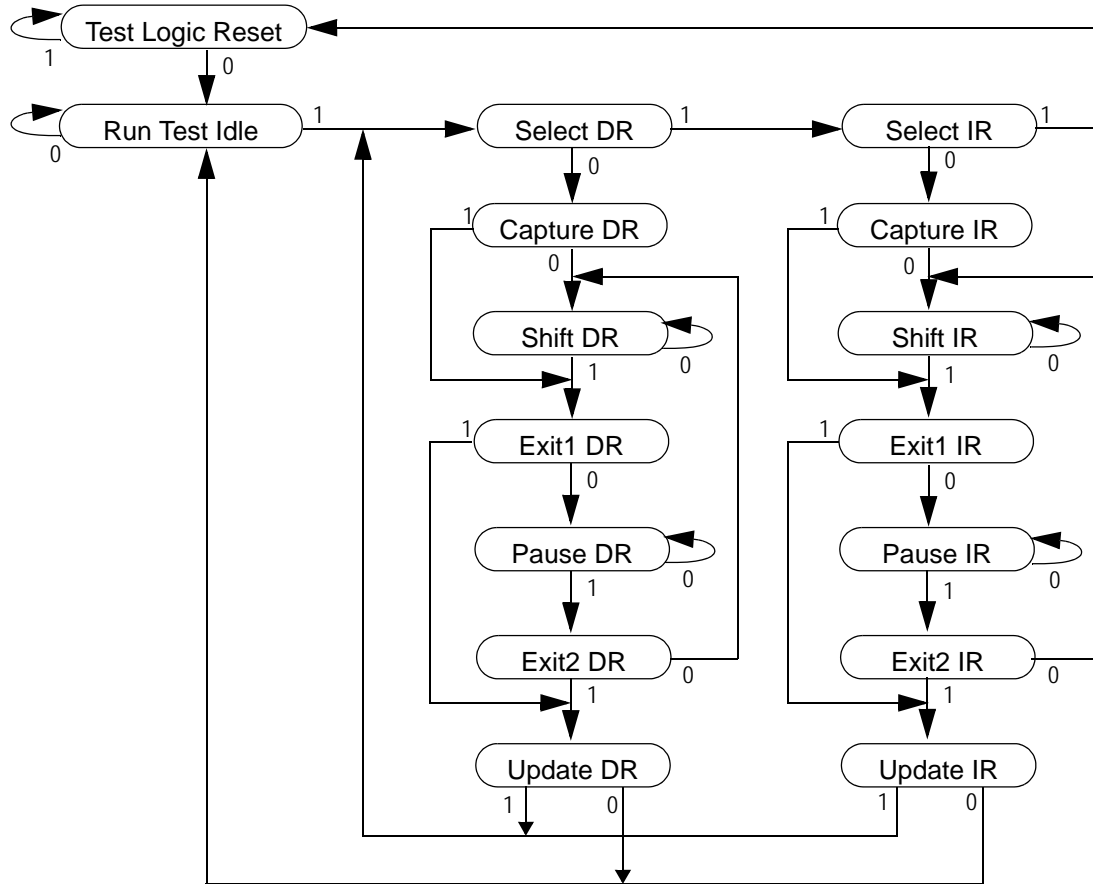 Test Logic Reset
1
0
Run Test Idle
1
0
Select DR
1
Select IR
1
0
0
1
Capture DR
1
Capture IR
0
0
Shift DR
0
Shift IR
0
1
1
1
Exit1 DR
1
Exit1 IR
0
0
Pause DR
0
Pause IR
0
1
1
Exit2 DR
0
Exit2 IR
0
1
1
Update DR
Update IR
1
0
1
0